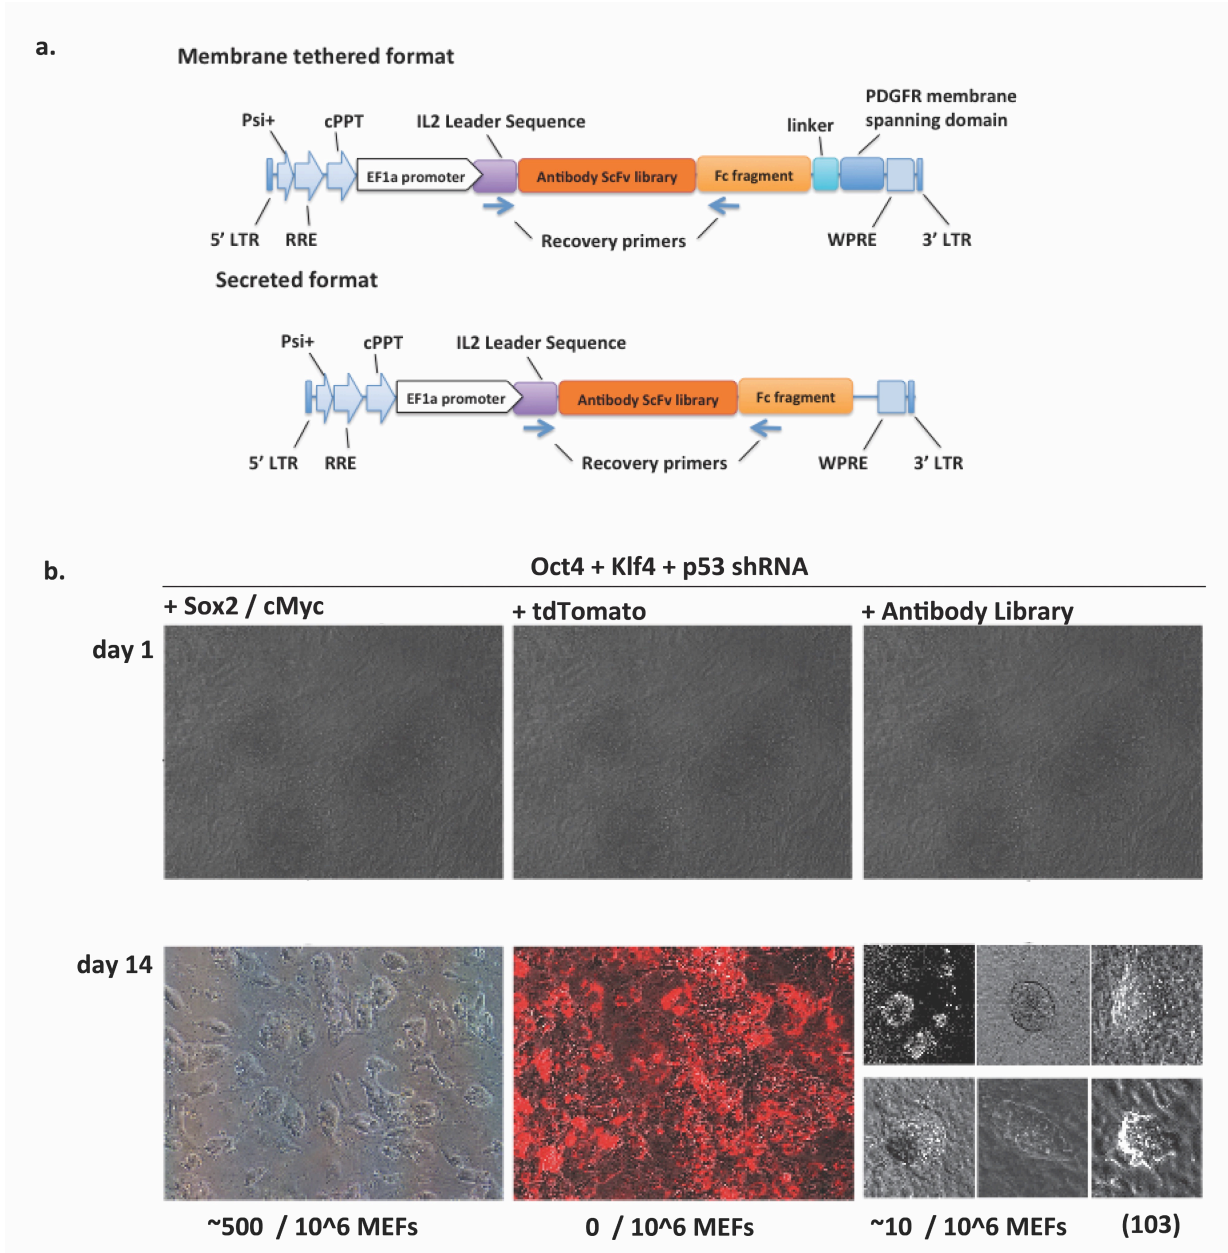 a.
Membrane tethered format
PDGFR membrane
spanning domain
Psi+
cPPT
IL2 Leader Sequence
linker
EF1a promoter
Antibody ScFv library
Fc fragment
5' LTR
RRE
Recovery primers
WPRE
3' LTR
Secreted format
Psi+
cPPT
IL2 Leader Sequence
EF1a promoter
Antibody ScFv library
Fc fragment
5' LTR
RRE
Recovery primers
WPRE
3' LTR
b.
Oct4 + Klf4 + p53 shRNA
+ Sox2 / cMyc
+ tdTomato
+ Antibody Library
day 1
day 14
~500 / 10^6 MEFs
0 / 10^6 MEFs
~10 / 10^6 MEFs
(103)